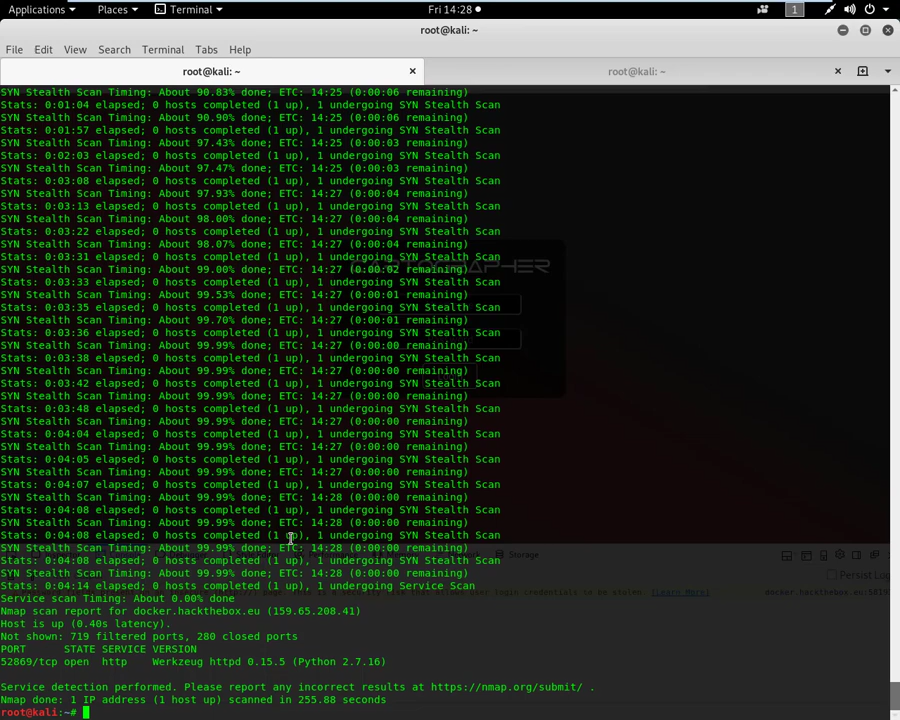 Applications Places Terminal Fri 14:28 1
root@kali: ~
File Edit View Search Terminal Tabs Help
root@kali: ~ root@kali: ~
SYN Stealth Scan Timing: About 90.83% done; ETC: 14:25 (0:00:06 remaining)
Stats: 0:01:04 elapsed; 0 hosts completed (1 up), 1 undergoing SYN Stealth Scan
SYN Stealth Scan Timing: About 90.90% done; ETC: 14:25 (0:00:06 remaining)
Stats: 0:01:57 elapsed; 0 hosts completed (1 up), 1 undergoing SYN Stealth Scan
SYN Stealth Scan Timing: About 97.43% done; ETC: 14:25 (0:00:03 remaining)
Stats: 0:02:03 elapsed; 0 hosts completed (1 up), 1 undergoing SYN Stealth Scan
SYN Stealth Scan Timing: About 97.47% done; ETC: 14:25 (0:00:03 remaining)
Stats: 0:03:08 elapsed; 0 hosts completed (1 up), 1 undergoing SYN Stealth Scan
SYN Stealth Scan Timing: About 97.93% done; ETC: 14:27 (0:00:04 remaining)
Stats: 0:03:13 elapsed; 0 hosts completed (1 up), 1 undergoing SYN Stealth Scan
SYN Stealth Scan Timing: About 98.00% done; ETC: 14:27 (0:00:04 remaining)
Stats: 0:03:22 elapsed; 0 hosts completed (1 up), 1 undergoing SYN Stealth Scan
SYN Stealth Scan Timing: About 98.07% done; ETC: 14:27 (0:00:04 remaining)
Stats: 0:03:31 elapsed; 0 hosts completed (1 up), 1 undergoing SYN Stealth Scan
SYN Stealth Scan Timing: About 99.00% done; ETC: 14:27 (0:00:02 remaining)
Stats: 0:03:33 elapsed; 0 hosts completed (1 up), 1 undergoing SYN Stealth Scan
SYN Stealth Scan Timing: About 99.53% done; ETC: 14:27 (0:00:01 remaining)
Stats: 0:03:35 elapsed; 0 hosts completed (1 up), 1 undergoing SYN Stealth Scan
SYN Stealth Scan Timing: About 99.70% done; ETC: 14:27 (0:00:01 remaining)
Stats: 0:03:36 elapsed; 0 hosts completed (1 up), 1 undergoing SYN Stealth Scan
SYN Stealth Scan Timing: About 99.99% done; ETC: 14:27 (0:00:00 remaining)
Stats: 0:03:38 elapsed; 0 hosts completed (1 up), 1 undergoing SYN Stealth Scan
SYN Stealth Scan Timing: About 99.99% done; ETC: 14:27 (0:00:00 remaining)
Stats: 0:03:42 elapsed; 0 hosts completed (1 up), 1 undergoing SYN Stealth Scan
SYN Stealth Scan Timing: About 99.99% done; ETC: 14:27 (0:00:00 remaining)
Stats: 0:03:48 elapsed; 0 hosts completed (1 up), 1 undergoing SYN Stealth Scan
SYN Stealth Scan Timing: About 99.99% done; ETC: 14:27 (0:00:00 remaining)
Stats: 0:04:04 elapsed; 0 hosts completed (1 up), 1 undergoing SYN Stealth Scan
SYN Stealth Scan Timing: About 99.99% done; ETC: 14:27 (0:00:00 remaining)
Stats: 0:04:05 elapsed; 0 hosts completed (1 up), 1 undergoing SYN Stealth Scan
SYN Stealth Scan Timing: About 99.99% done; ETC: 14:27 (0:00:00 remaining)
Stats: 0:04:07 elapsed; 0 hosts completed (1 up), 1 undergoing SYN Stealth Scan
SYN Stealth Scan Timing: About 99.99% done; ETC: 14:28 (0:00:00 remaining)
Stats: 0:04:08 elapsed; 0 hosts completed (1 up), 1 undergoing SYN Stealth Scan
SYN Stealth Scan Timing: About 99.99% done; ETC: 14:28 (0:00:00 remaining)
Stats: 0:04:08 elapsed; 0 hosts completed (1 up), 1 undergoing SYN Stealth Scan
SYN Stealth Scan Timing: About 99.99% done; ETC: 14:28 (0:00:00 remaining)
Stats: 0:04:08 elapsed; 0 hosts completed (1 up), 1 undergoing SYN Stealth Scan
SYN Stealth Scan Timing: About 99.99% done; ETC: 14:28 (0:00:00 remaining)
Stats: 0:04:14 elapsed; 0 hosts completed (1 up), 1 undergoing Service Scan
Service scan Timing: About 0.00% done
Nmap scan report for docker.hackthebox.eu (159.65.208.41)
Host is up (0.40s latency).
Not shown: 719 filtered ports, 280 closed ports
PORT STATE SERVICE VERSION
52869/tcp open http Werkzeug httpd 0.15.5 (Python 2.7.16)
Service detection performed. Please report any incorrect results at https://nmap.org/submit/ .
Nmap done: 1 IP address (1 host up) scanned in 255.88 seconds
root@kali:~#
Storage
Persist Log
[Learn More]